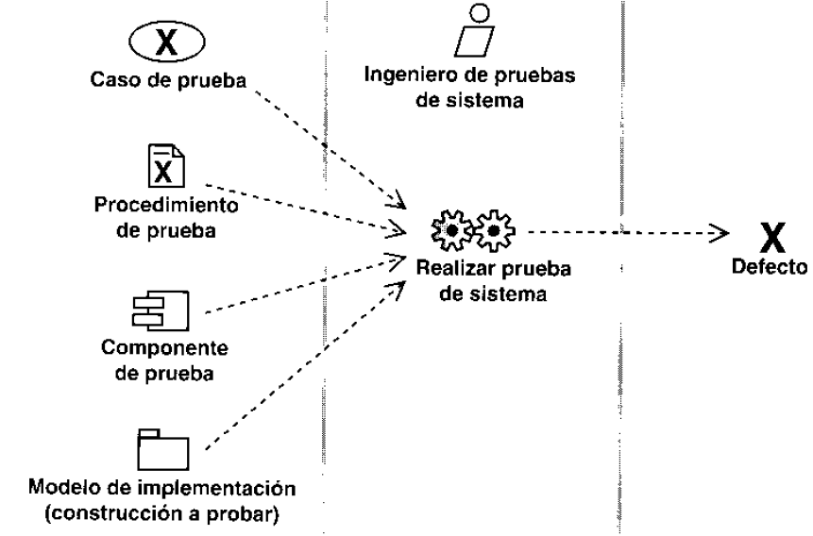 X
Caso de prueba
X
Procedimiento
de prueba
Componente
de prueba
Modelo de implementación
(construcción a probar)
Ingeniero de pruebas
de sistema
Realizar prueba
de sistema
X
Defecto